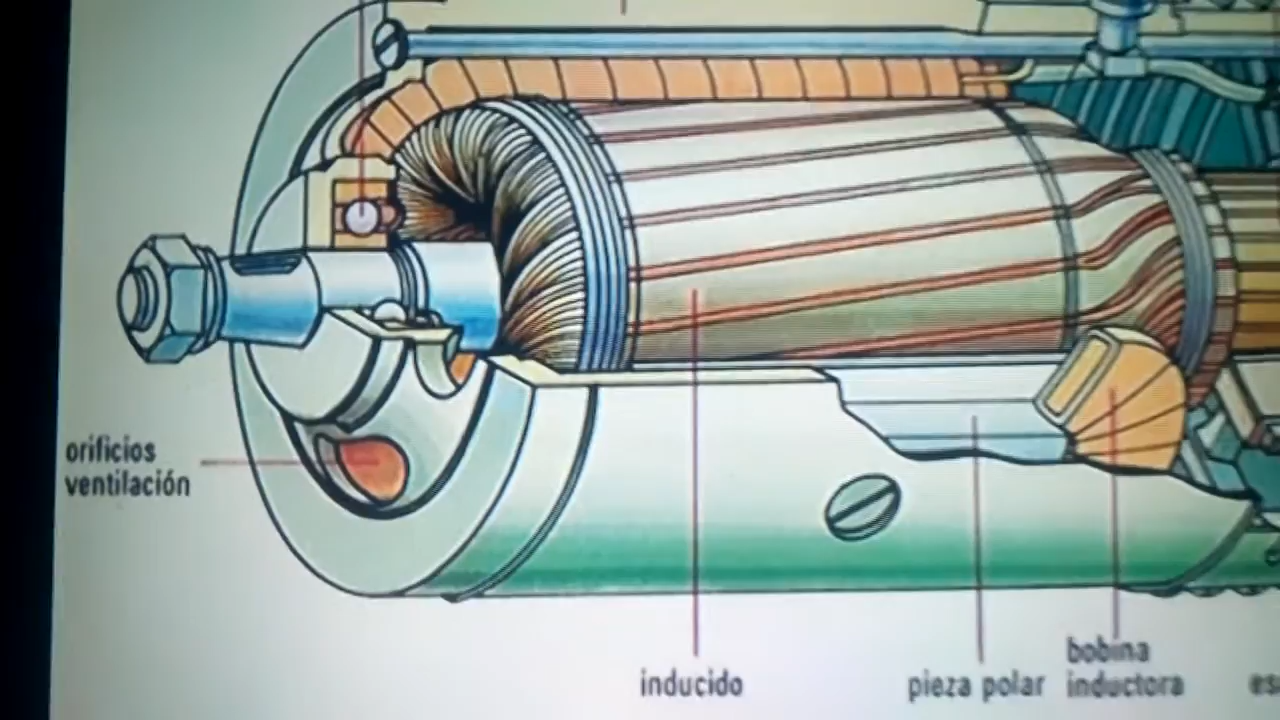 orificios
ventilación
inducido
pieza polar
bobina
inductora